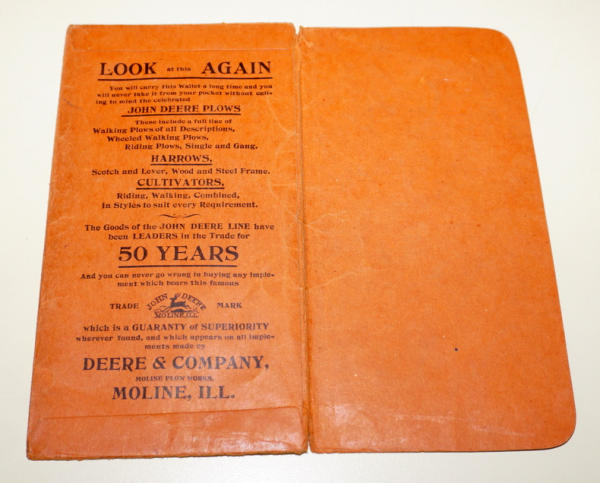 LOOK at this AGAIN
You will carry this Wallet a long time and you
will never take it from your pocket without call-
ing to mind the celebrated
JOHN DEERE PLOWS
These include a full line of
Walking Plows of all Descriptions,
Wheeled Walking Plows,
Riding Plows, Single and Gang.
HARROWS,
Scotch and Lever, Wood and Steel Frame.
CULTIVATORS,
Riding, Walking, Combined,
In Styles to suit every Requirement.
The Goods of the JOHN DEERE LINE have
been LEADERS in the Trade for
50 YEARS
And you can never go wrong in buying any imple-
ment which bears this famous
TRADE JOHN DEERE MARK
MOLINE, ILL.
which is a GUARANTY of SUPERIORITY
wherever found, and which appears on all imple-
ments made by
DEERE & COMPANY,
MOLINE PLOW WORKS,
MOLINE, ILL.